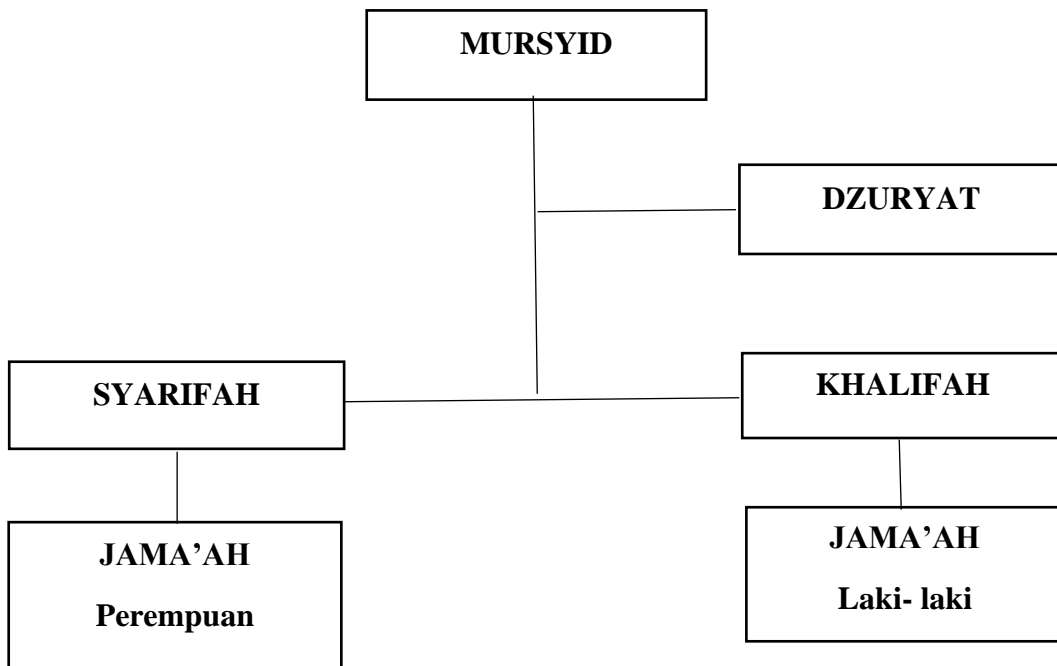 MURSYID
DZURYAT
SYARIFAH
KHALIFAH
JAMA’AH
Perempuan
JAMA’AH
Laki- laki